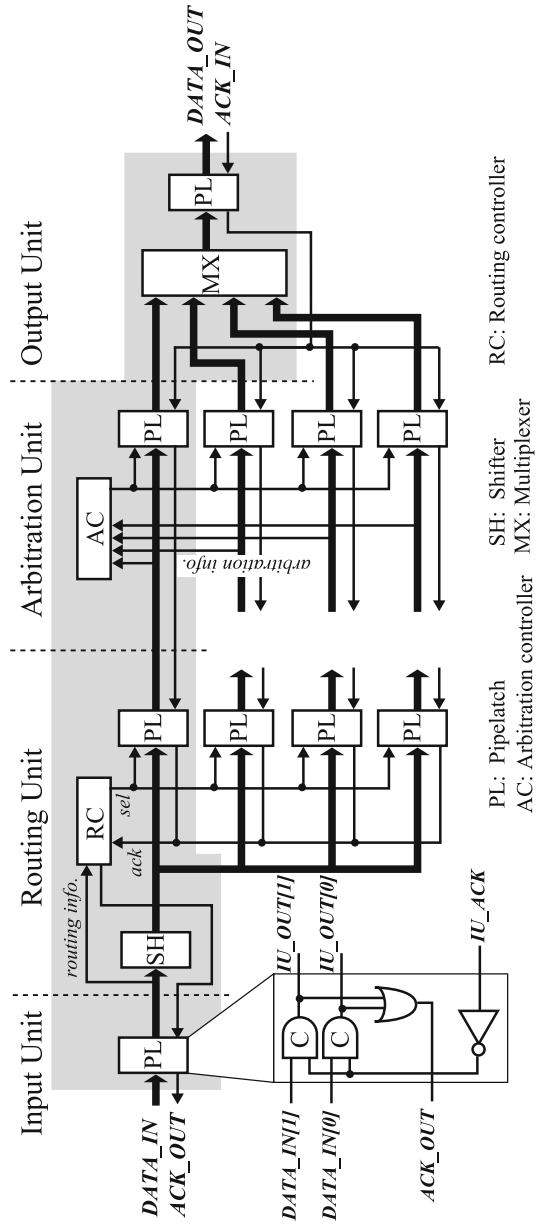 Input Unit
Routing Unit
Arbitration Unit
Output Unit
routing info.
RC
AC
ack
sel
DATA_IN
ACK_OUT
PL
SH
PL
PL
MX
PL
DATA_OUT
ACK_IN
arbitration info.
PL
PL
PL
PL
PL
PL
DATA_IN[1]
DATA_IN[0]
ACK_OUT
C
C
IU_OUT[1]
IU_OUT[0]
IU_ACK
PL: Pipelatch
SH: Shifter
RC: Routing controller
AC: Arbitration controller
MX: Multiplexer